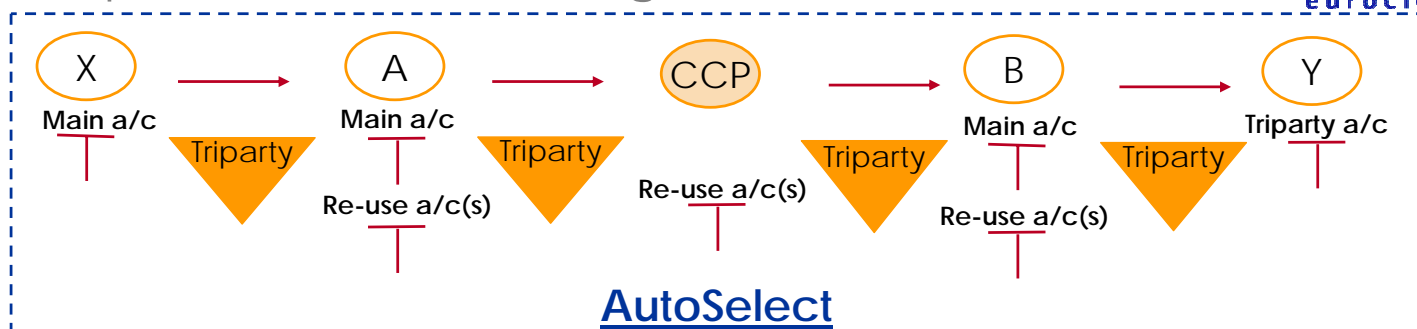 X
A
CCP
B
Y
Main a/c
Main a/c
Main a/c
Triparty a/c
Triparty
Triparty
Triparty
Triparty
Re-use a/c(s)
Re-use a/c(s)
Re-use a/c(s)
AutoSelect